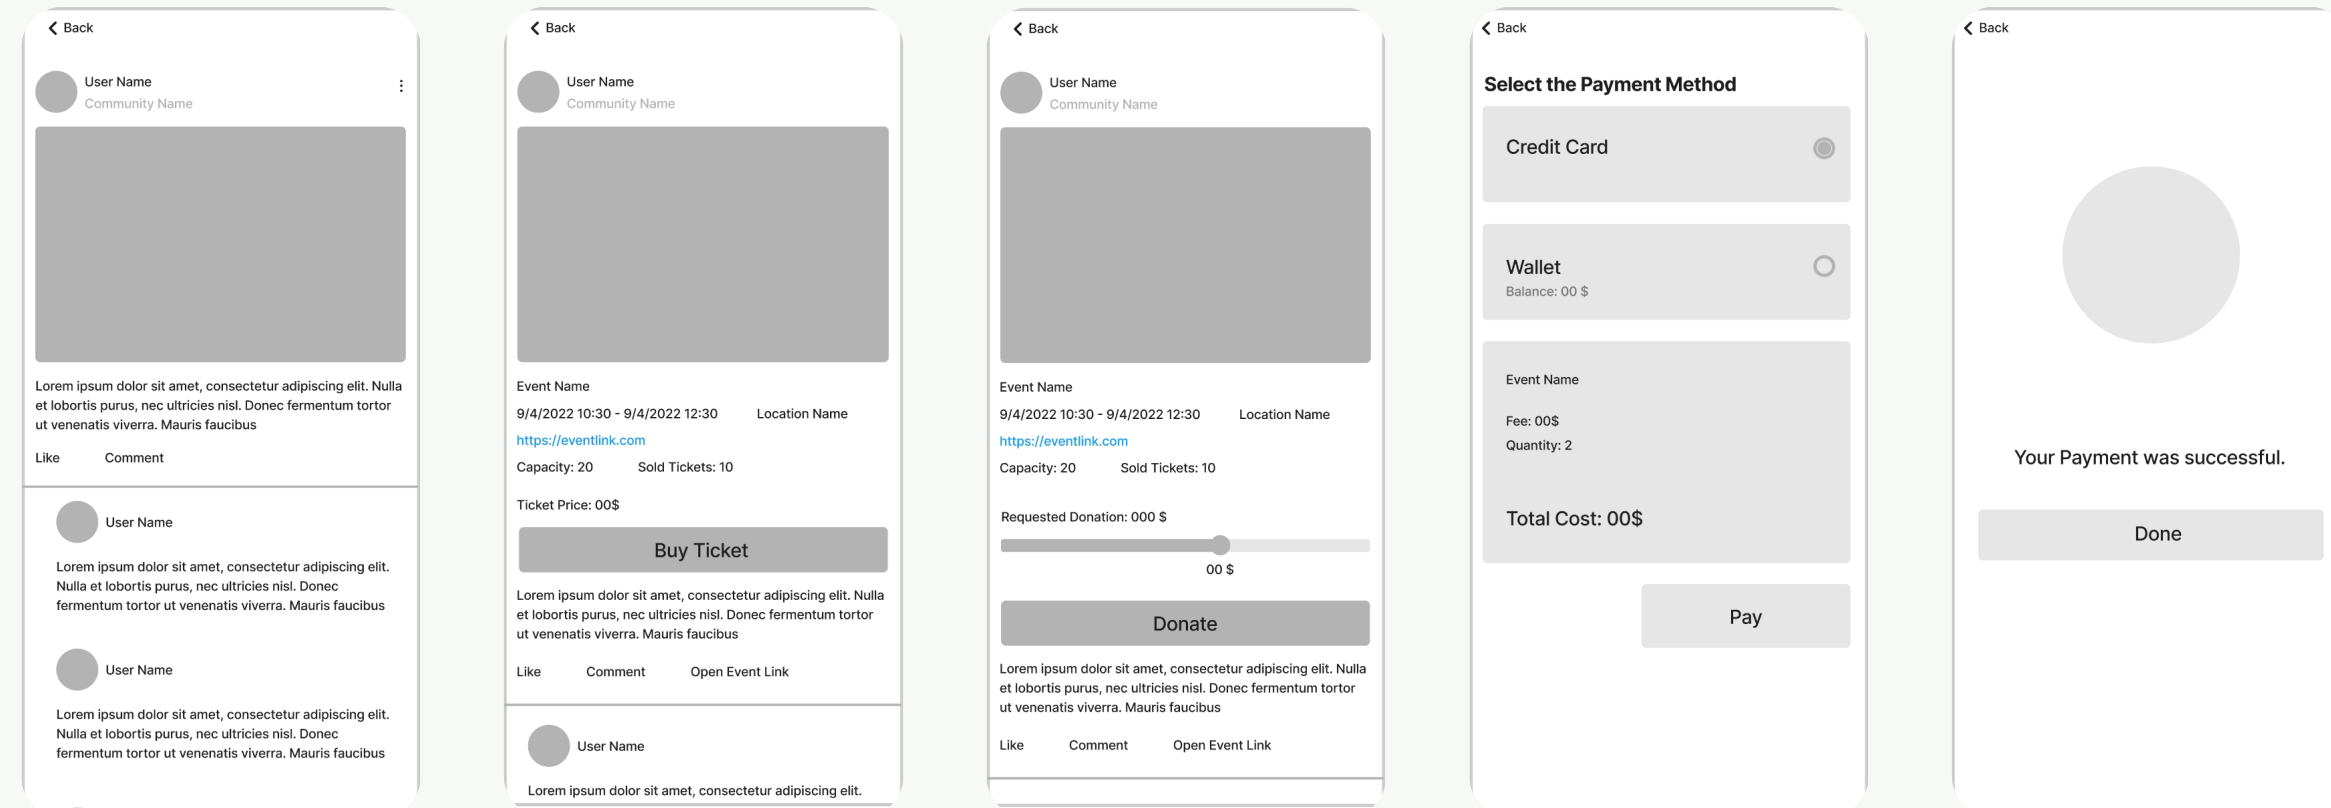 Back
User Name
Community Name
Lorem ipsum dolor sit amet, consectetur adipiscing elit. Nulla
et lobortis purus, nec ultricies nisl. Donec fermentum tortor
ut venenatis viverra. Mauris faucibus
Like Comment
User Name
Lorem ipsum dolor sit amet, consectetur adipiscing elit.
Nulla et lobortis purus, nec ultricies nisl. Donec
fermentum tortor ut venenatis viverra. Mauris faucibus
User Name
Lorem ipsum dolor sit amet, consectetur adipiscing elit.
Nulla et lobortis purus, nec ultricies nisl. Donec
fermentum tortor ut venenatis viverra. Mauris faucibus
Back
User Name
Community Name
Event Name
9/4/2022 10:30 - 9/4/2022 12:30 Location Name
https://eventlink.com
Capacity: 20 Sold Tickets: 10
Ticket Price: 00$
Buy Ticket
Lorem ipsum dolor sit amet, consectetur adipiscing elit. Nulla
et lobortis purus, nec ultricies nisl. Donec fermentum tortor
ut venenatis viverra. Mauris faucibus
Like Comment Open Event Link
User Name
Lorem ipsum dolor sit amet, consectetur adipiscing elit.
Back
User Name
Community Name
Event Name
9/4/2022 10:30 - 9/4/2022 12:30 Location Name
https://eventlink.com
Capacity: 20 Sold Tickets: 10
Requested Donation: 000 $
00 $
Donate
Lorem ipsum dolor sit amet, consectetur adipiscing elit. Nulla
et lobortis purus, nec ultricies nisl. Donec fermentum tortor
ut venenatis viverra. Mauris faucibus
Like Comment Open Event Link
Back
Select the Payment Method
Credit Card
Wallet
Balance: 00 $
Event Name
Fee: 00$
Quantity: 2
Total Cost: 00$
Pay
Back
Your Payment was successful.
Done